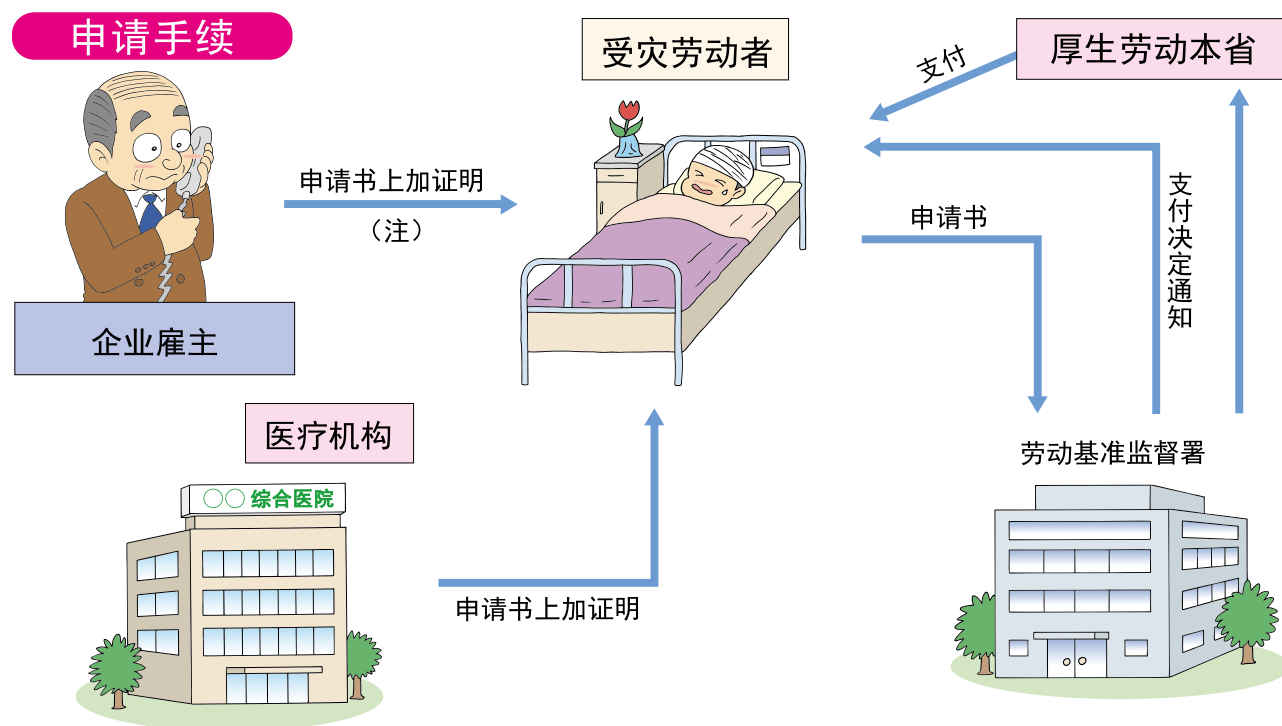 申请手续
受灾劳动者
厚生劳动本省
支付
申请书上加证明
（注）
申请书
支付决定通知
企业雇主
医疗机构
○○ 综合医院
劳动基准监督署
申请书上加证明